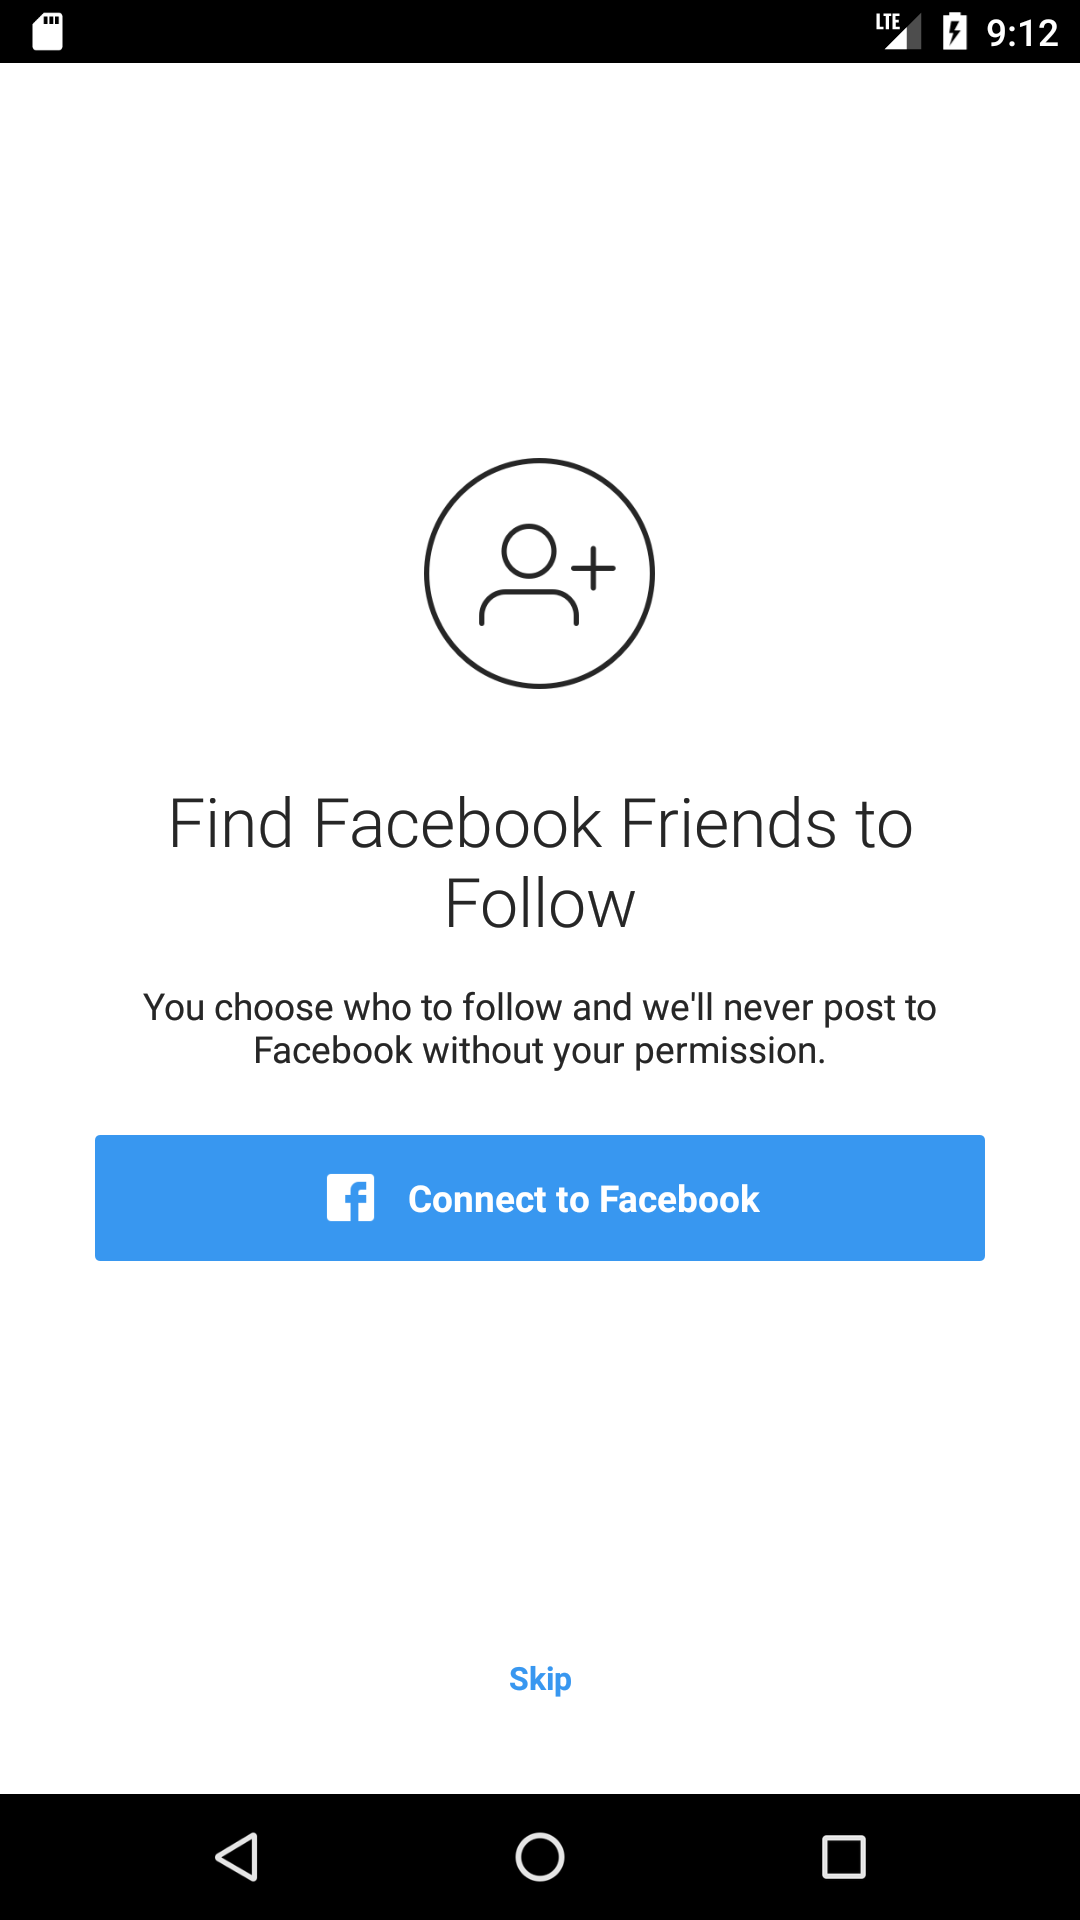 LTE 9:12
Find Facebook Friends to
Follow
You choose who to follow and we'll never post to
Facebook without your permission.
Connect to Facebook
Skip